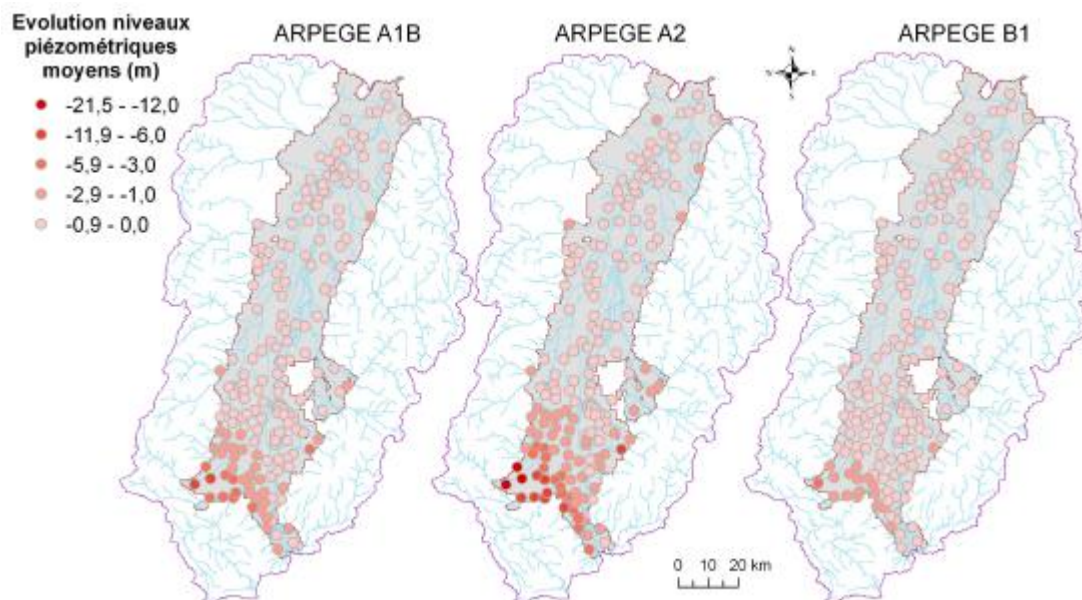 Evolution niveaux
piézométriques
moyens (m)
-21,5 - -12,0
-11,9 - -6,0
-5,9 - -3,0
-2,9 - -1,0
-0,9 - 0,0
ARPEGE A1B
ARPEGE A2
ARPEGE B1
N
S
0 10 20 km